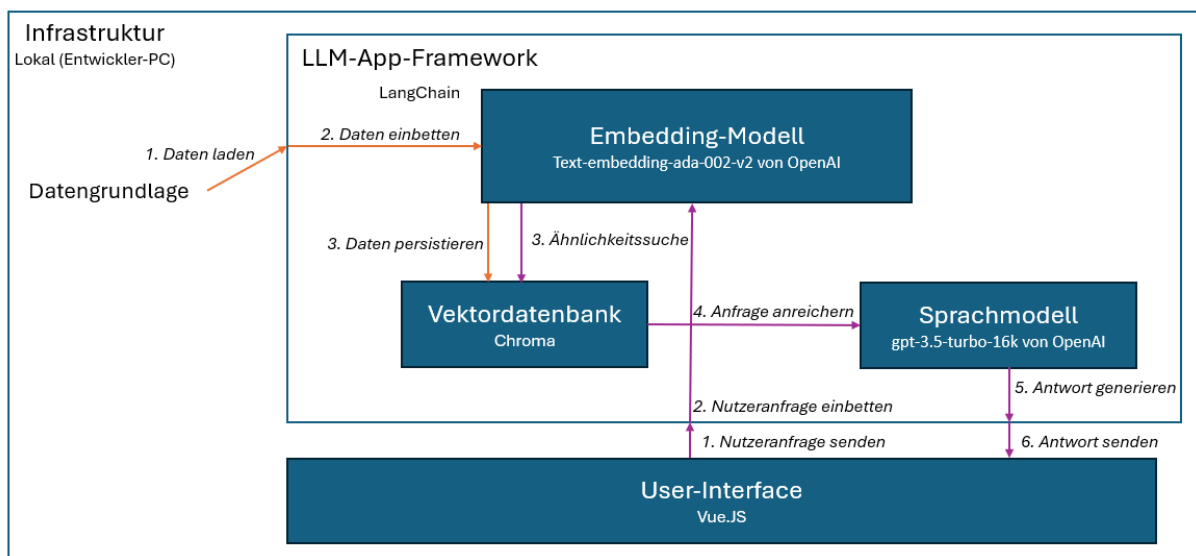 Infrastruktur
Lokal (Entwickler-PC)
LLM-App-Framework
LangChain
Embedding-Modell
Text-embedding-ada-002-v2 von OpenAI
1. Daten laden
2. Daten einbetten
Datengrundlage
3. Daten persistieren
3. Ähnlichkeitssuche
Vektordatenbank
Chroma
4. Anfrage anreichern
Sprachmodell
gpt-3.5-turbo-16k von OpenAI
5. Antwort generieren
2. Nutzeranfrage einbetten
1. Nutzeranfrage senden
6. Antwort senden
User-Interface
Vue.JS